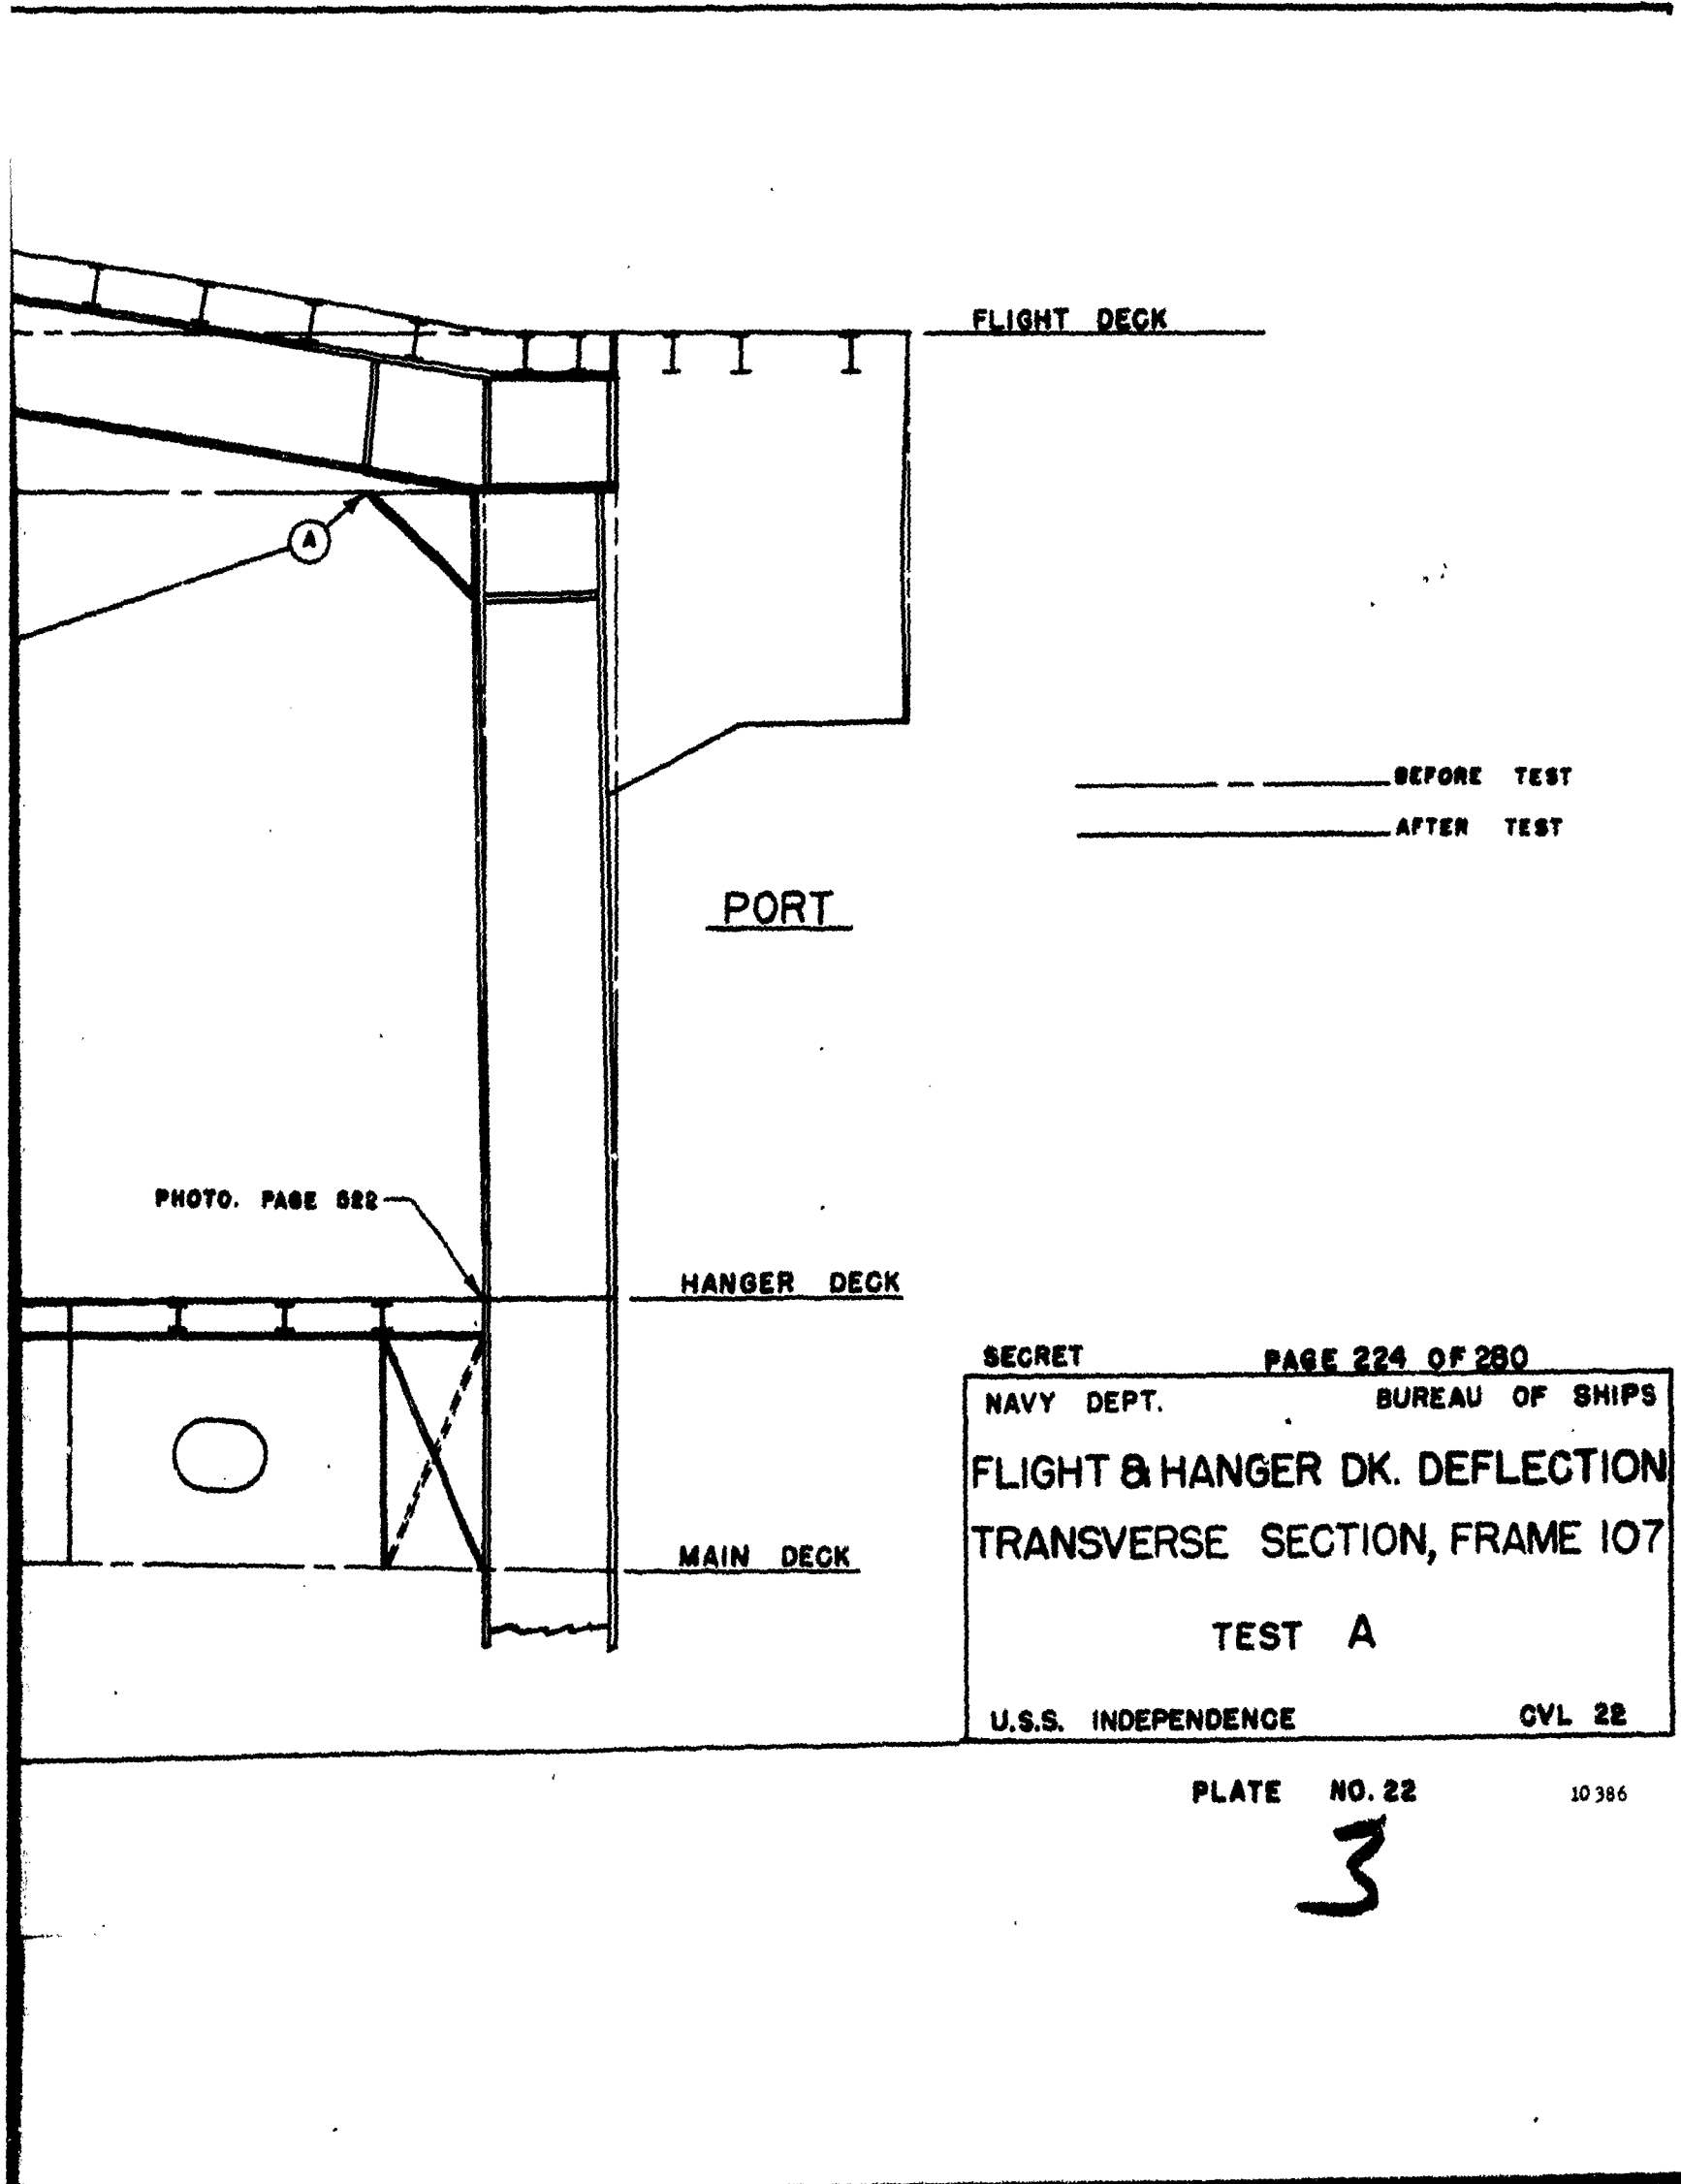 FLIGHT DECK
A
BEFORE TEST
AFTER TEST
PORT
PHOTO. PAGE 622
HANGER DECK
SECRET PAGE 224 OF 280
NAVY DEPT. BUREAU OF SHIPS
FLIGHT & HANGER DK. DEFLECTION
MAIN DECK
TRANSVERSE SECTION, FRAME 107
TEST A
U.S.S. INDEPENDENCE CVL 22
PLATE NO. 22
10386
3